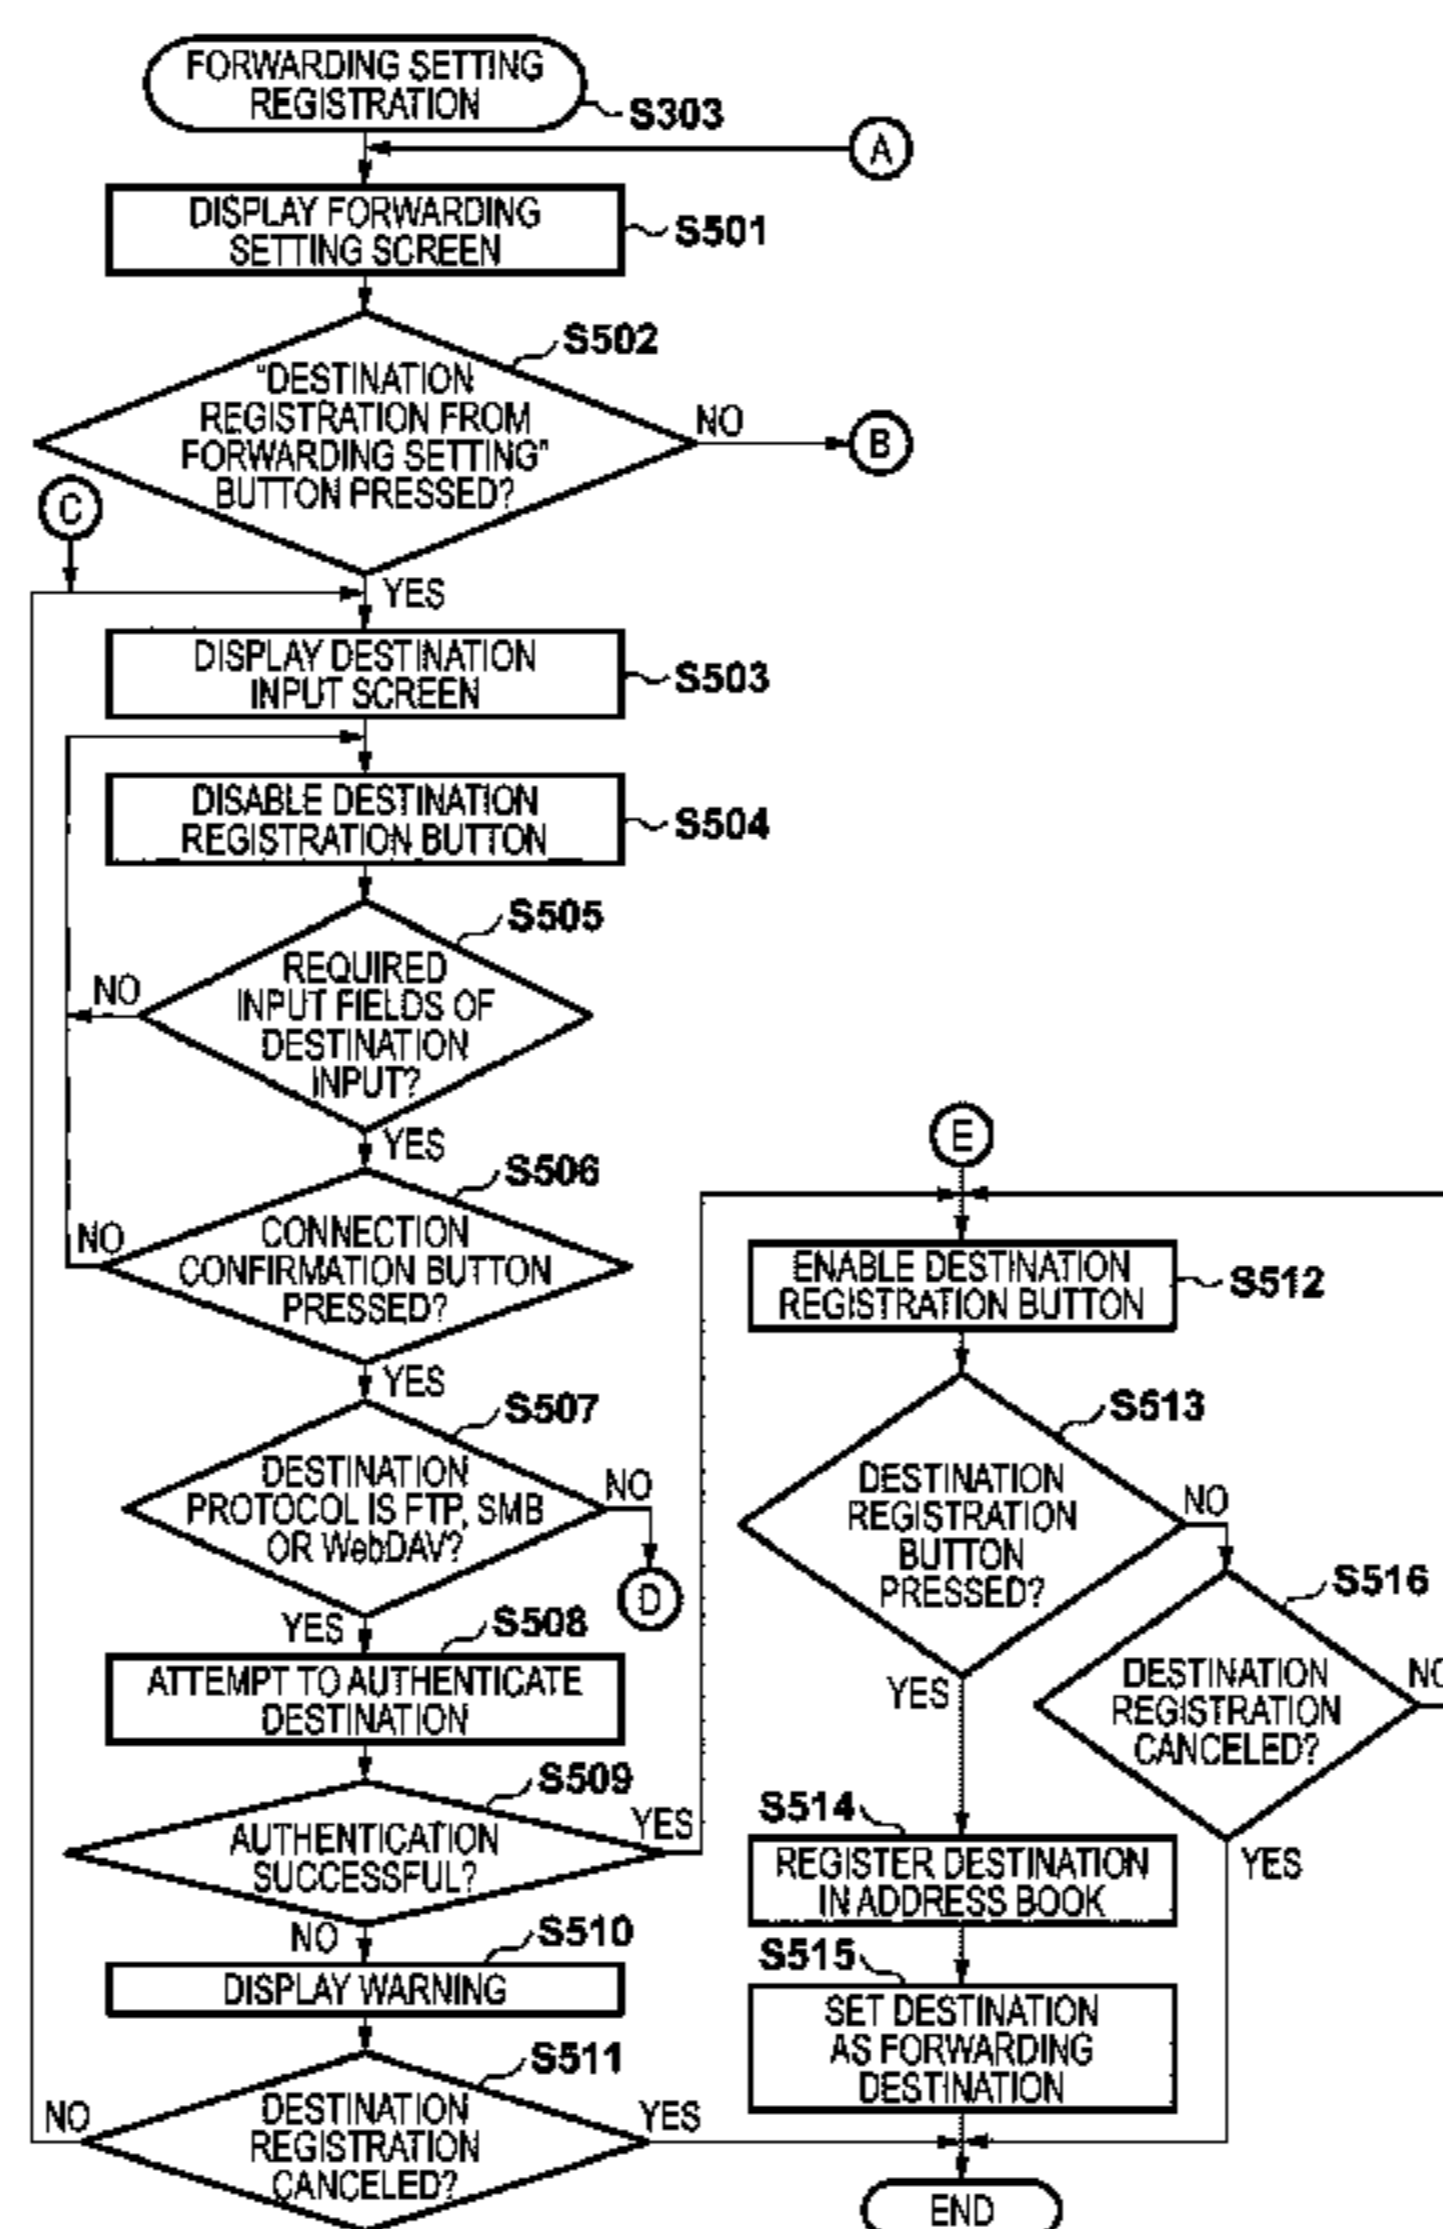 FORWARDING SETTING
REGISTRATION
S303
A
DISPLAY FORWARDING
SETTING SCREEN
S501
S502
"DESTINATION
REGISTRATION FROM
FORWARDING SETTING"
BUTTON PRESSED?
NO
B
C
YES
DISPLAY DESTINATION
INPUT SCREEN
S503
DISABLE DESTINATION
REGISTRATION BUTTON
S504
S505
REQUIRED
INPUT FIELDS OF
DESTINATION
INPUT?
NO
YES
S506
CONNECTION
CONFIRMATION BUTTON
PRESSED?
NO
YES
S507
DESTINATION
PROTOCOL IS FTP, SMB
OR WebDAV?
NO
D
YES
S508
ATTEMPT TO AUTHENTICATE
DESTINATION
S509
AUTHENTICATION
SUCCESSFUL?
YES
NO
S510
DISPLAY WARNING
S511
DESTINATION
REGISTRATION
CANCELED?
NO
YES
E
ENABLE DESTINATION
REGISTRATION BUTTON
S512
S513
DESTINATION
REGISTRATION
BUTTON
PRESSED?
NO
YES
S516
DESTINATION
REGISTRATION
CANCELED?
NO
YES
S514
REGISTER DESTINATION
IN ADDRESS BOOK
S515
SET DESTINATION
AS FORWARDING
DESTINATION
END